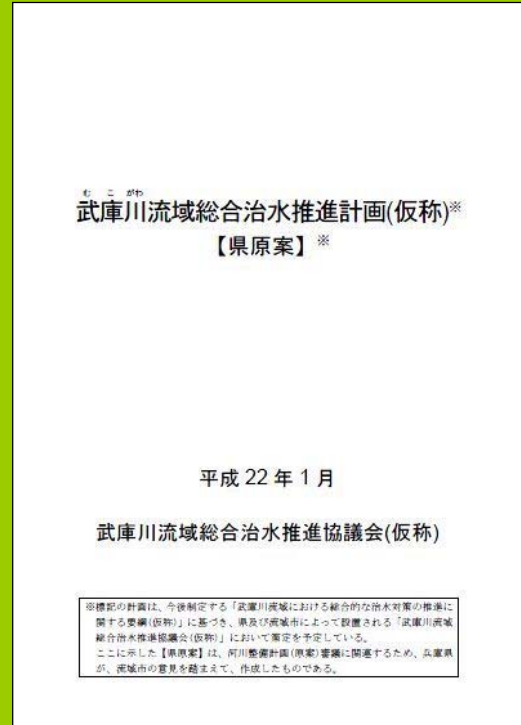 むこがわ
武庫川流域総合治水推進計画(仮称)※
【県原案】※
平成 22 年 1 月
武庫川流域総合治水推進協議会(仮称)
※標記の計画は、今後制定する「武庫川流域における総合的な治水対策の推進に
関する要綱(仮称)」に基づき、県及び流域市によって設置される「武庫川流域
総合治水推進協議会(仮称)」において策定を予定している。
ここに示した【県原案】は、河川整備計画(原案)審議に関連するため、兵庫県
が、流域市の意見を踏まえて、作成したものである。